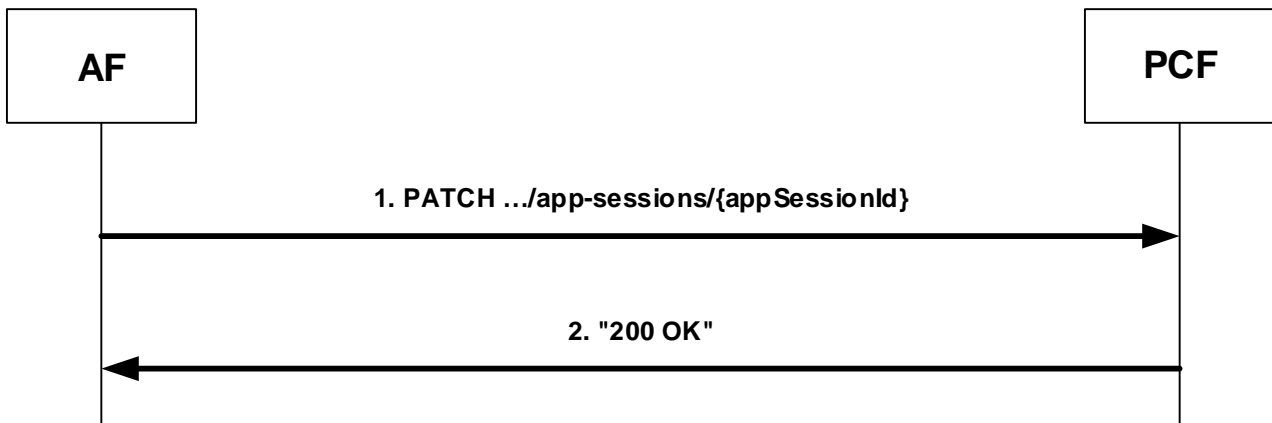 AF
PCF
1. PATCH .../app-sessions/{appSessionId}
2. "200 OK"